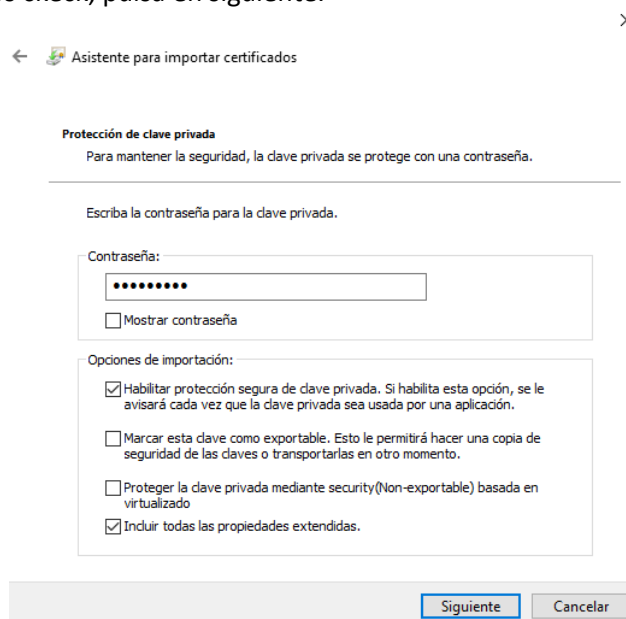 check, pulsa en siguiente.
Asistente para importar certificados
Protección de clave privada
Para mantener la seguridad, la clave privada se protege con una contraseña.
Escriba la contraseña para la clave privada.
Contraseña:
•••••••••
Mostrar contraseña
Opciones de importación:
Habilitar protección segura de clave privada. Si habilita esta opción, se le
avisará cada vez que la clave privada sea usada por una aplicación.
Marcar esta clave como exportable. Esto le permitirá hacer una copia de
seguridad de las claves o transportarlas en otro momento.
Proteger la clave privada mediante security(Non-exportable) basada en
virtualizado
Incluir todas las propiedades extendidas.
Siguiente Cancelar